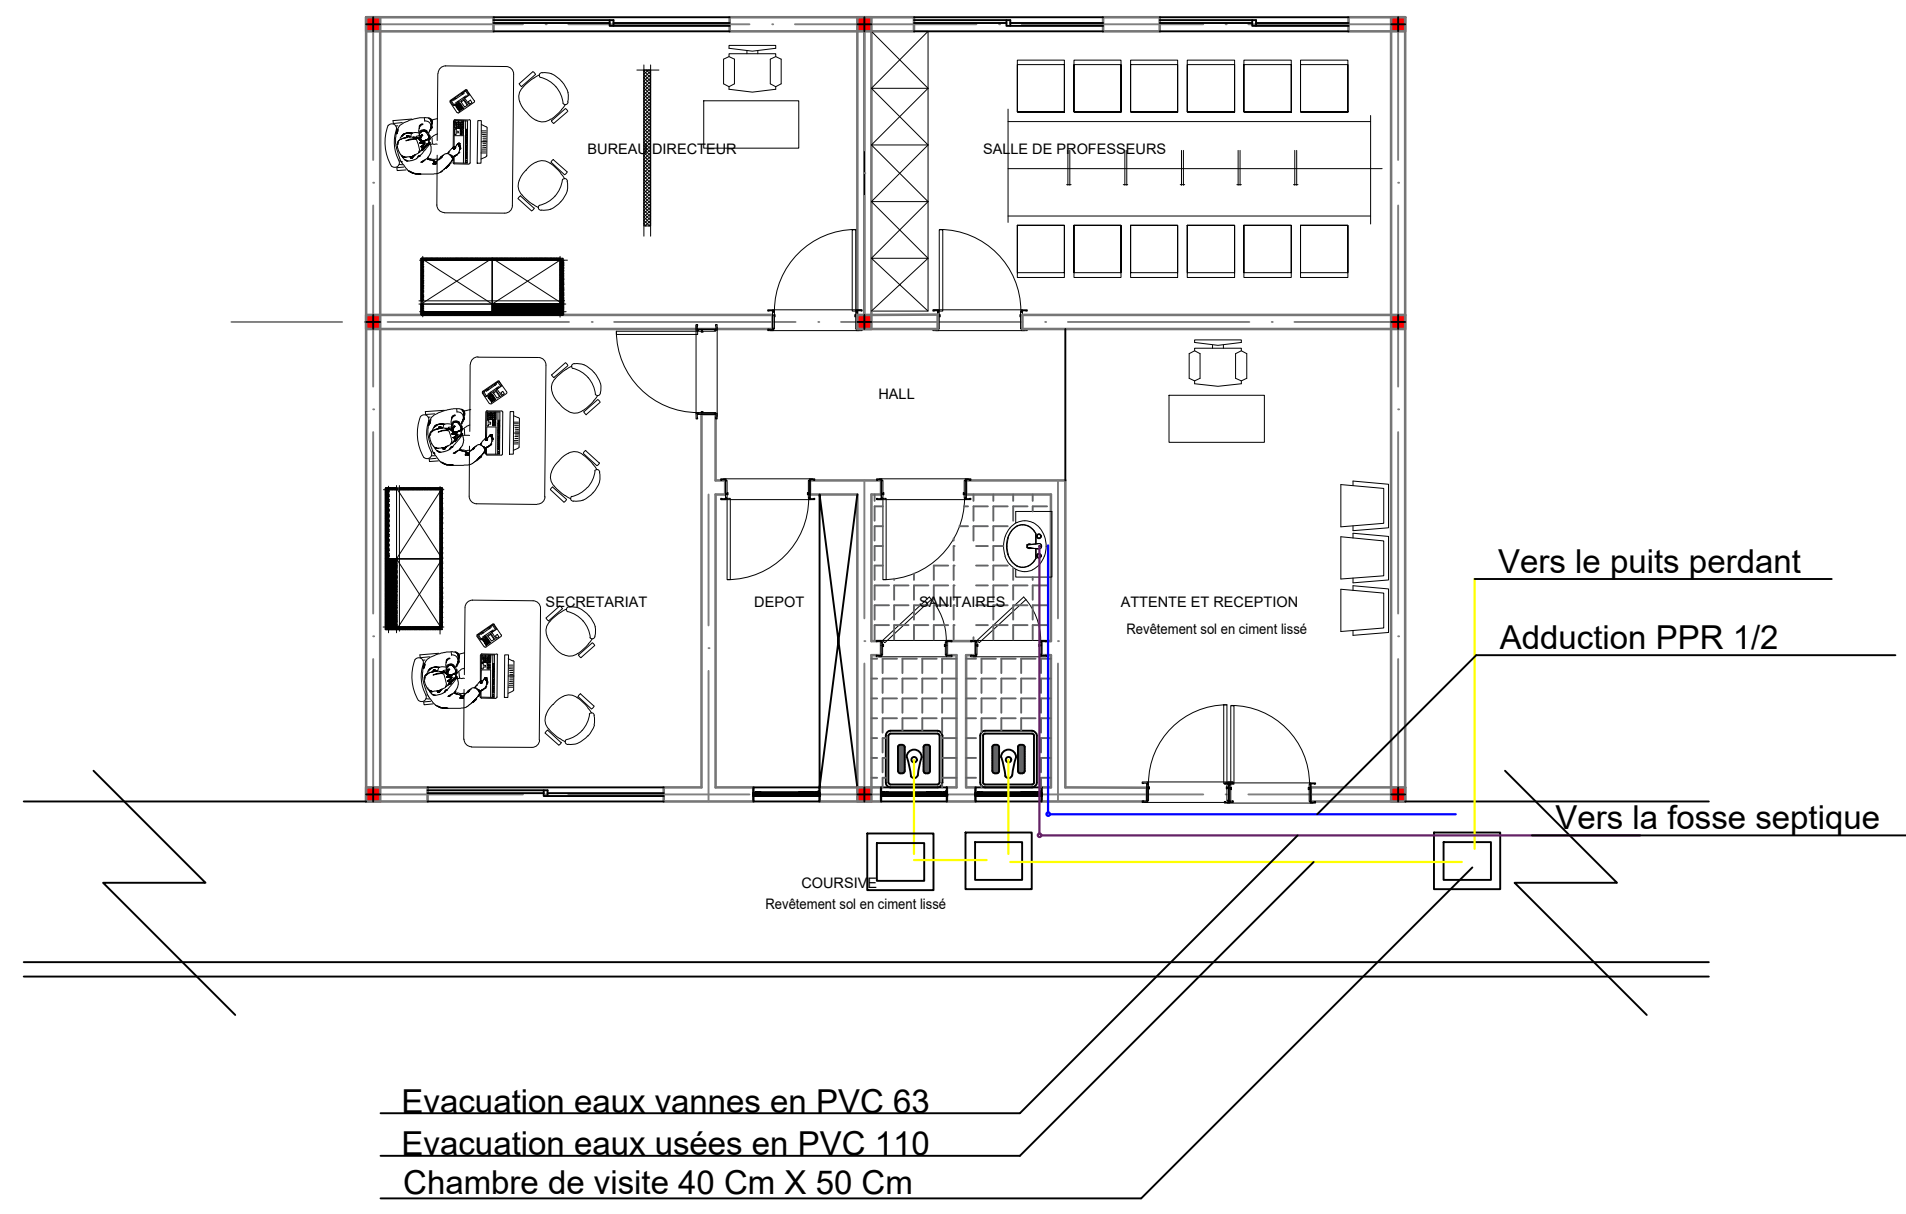 BUREAU DIRECTEUR
SALLE DE PROFESSEURS
HALL
SECRETARIAT
DEPOT
SANITAIRES
ATTENTE ET RECEPTION
Revêtement sol en ciment lissé
Vers le puits perdant
Adduction PPR 1/2
Vers la fosse septique
COURSIVE
Revêtement sol en ciment lissé
Evacuation eaux vannes en PVC 63
Evacuation eaux usées en PVC 110
Chambre de visite 40 Cm X 50 Cm